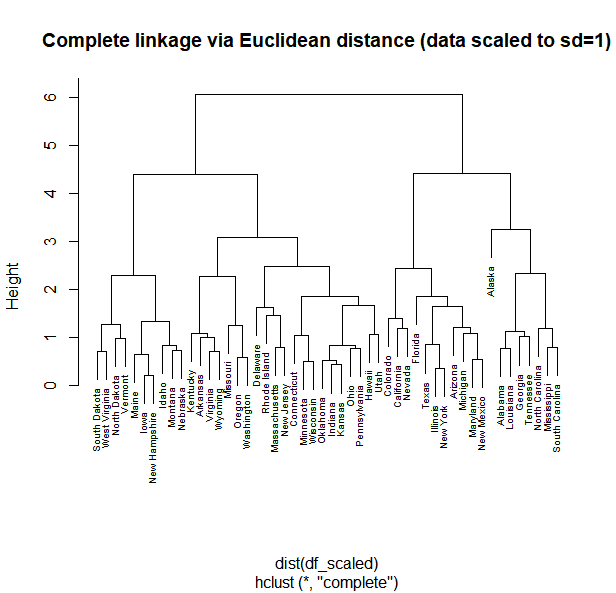 Complete linkage via Euclidean distance (data scaled to sd=1)
Height
0
1
2
3
4
5
6
South Dakota
West Virginia
North Dakota
Vermont
Maine
Iowa
New Hampshire
Idaho
Montana
Nebraska
Kentucky
Arkansas
Virginia
Wyoming
Missouri
Oregon
Washington
Delaware
Rhode Island
Massachusetts
New Jersey
Connecticut
Minnesota
Wisconsin
Oklahoma
Indiana
Kansas
Ohio
Pennsylvania
Hawaii
Utah
Colorado
California
Nevada
Florida
Texas
Illinois
New York
Arizona
Michigan
Maryland
New Mexico
Alaska
Alabama
Louisiana
Georgia
Tennessee
North Carolina
Mississippi
South Carolina
dist(df_scaled)
hclust (*, "complete")